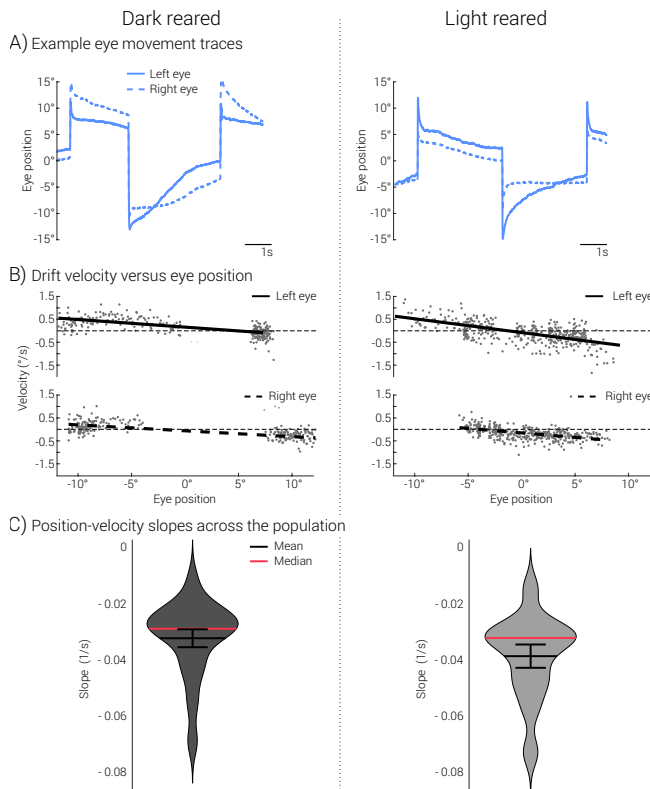 Dark reared
Light reared
A) Example eye movement traces
Left eye
Right eye
Eye position
15°
10°
5°
0°
-5°
-10°
-15°
1s
Eye position
15°
10°
5°
0°
-5°
-10°
-15°
1s
B) Drift velocity versus eye position
Left eye
1.5
0.5
-0.5
-1.5
Velocity (°/s)
Right eye
1.5
0.5
-0.5
-1.5
-10°
-5°
0°
5°
10°
Eye position
Left eye
1.5
0.5
-0.5
-1.5
Right eye
1.5
0.5
-0.5
-1.5
-10°
-5°
0°
5°
10°
Eye position
C) Position-velocity slopes across the population
Mean
Median
0
- 0.02
- 0.04
- 0.06
- 0.08
Slope (1/s)
0
- 0.02
- 0.04
- 0.06
- 0.08
Slope (1/s)